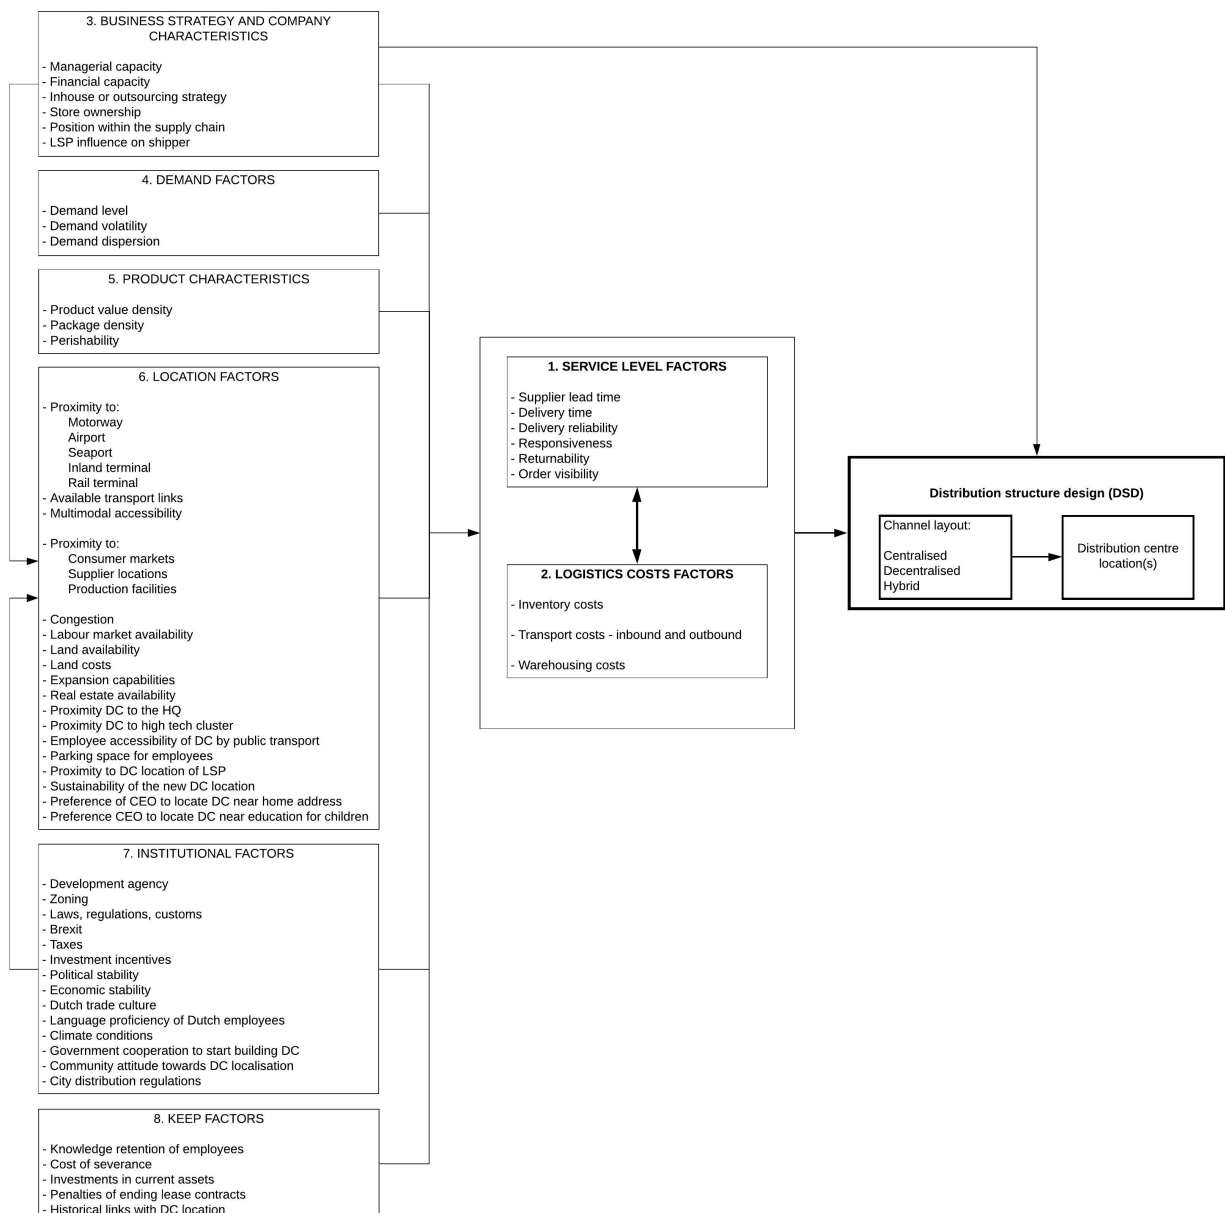 3. BUSINESS STRATEGY AND COMPANY
CHARACTERISTICS
- Managerial capacity
- Financial capacity
- Inhouse or outsourcing strategy
- Store ownership
- Position within the supply chain
- LSP influence on shipper
4. DEMAND FACTORS
- Demand level
- Demand volatility
- Demand dispersion
5. PRODUCT CHARACTERISTICS
- Product value density
- Package density
- Perishability
6. LOCATION FACTORS
- Proximity to:
Motorway
Airport
Seaport
Inland terminal
Rail terminal
- Available transport links
- Multimodal accessibility
- Proximity to:
Consumer markets
Supplier locations
Production facilities
- Congestion
- Labour market availability
- Land availability
- Land costs
- Expansion capabilities
- Real estate availability
- Proximity DC to the HQ
- Proximity DC to high tech cluster
- Employee accessibility of DC by public transport
- Parking space for employees
- Proximity to DC location of LSP
- Sustainability of the new DC location
- Preference of CEO to locate DC near home address
- Preference CEO to locate DC near education for children
7. INSTITUTIONAL FACTORS
- Development agency
- Zoning
- Laws, regulations, customs
- Brexit
- Taxes
- Investment incentives
- Political stability
- Economic stability
- Dutch trade culture
- Language proficiency of Dutch employees
- Climate conditions
- Government cooperation to start building DC
- Community attitude towards DC localisation
- City distribution regulations
8. KEEP FACTORS
- Knowledge retention of employees
- Cost of severance
- Investments in current assets
- Penalties of ending lease contracts
- Historical links with DC location
1. SERVICE LEVEL FACTORS
- Supplier lead time
- Delivery time
- Delivery reliability
- Responsiveness
- Returnability
- Order visibility
2. LOGISTICS COSTS FACTORS
- Inventory costs
- Transport costs - inbound and outbound
- Warehousing costs
Distribution structure design (DSD)
Channel layout:
Centralised
Decentralised
Hybrid
Distribution centre
location(s)